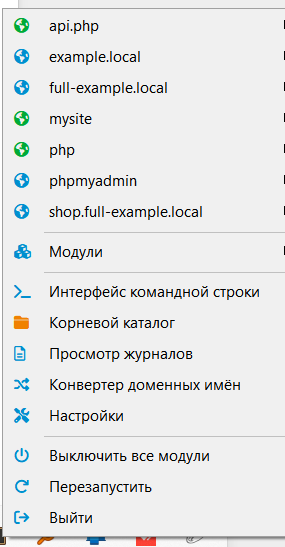 api.php
example.local
full-example.local
mysite
php
phpmyadmin
shop.full-example.local
Модули
Интерфейс командной строки
Корневой каталог
Просмотр журналов
Конвертер доменных имён
Настройки
Выключить все модули
Перезапустить
Выйти